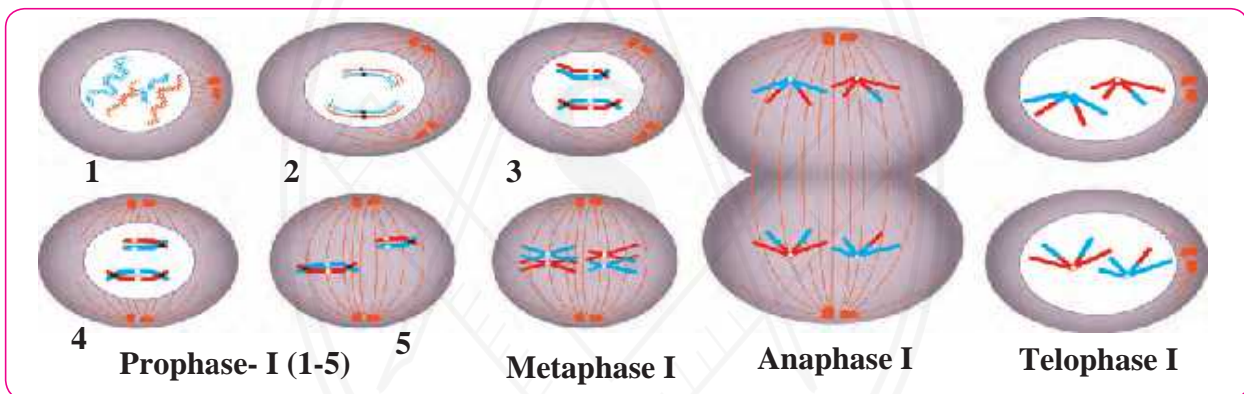 1
2
3
4
5
Prophase- I (1-5)
Metaphase I
Anaphase I
Telophase I